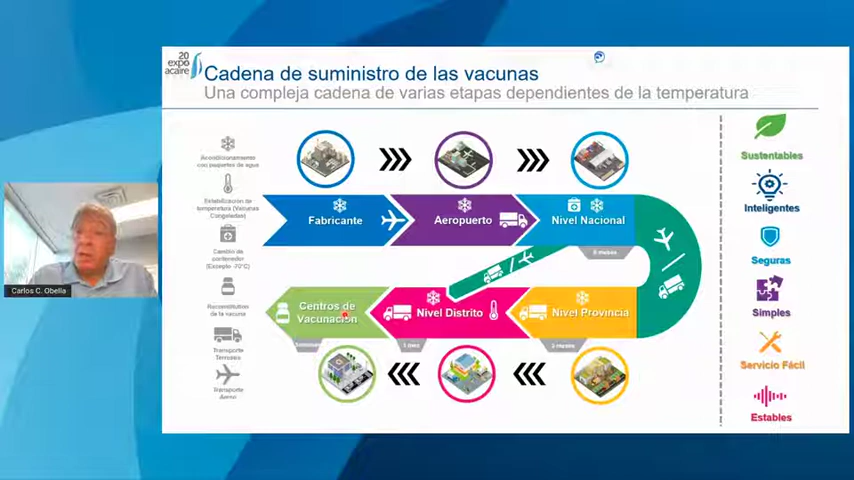 20
expo
acaire
Cadena de suministro de las vacunas
Una compleja cadena de varias etapas dependientes de la temperatura
Acondicionamiento
con paquetes de agua
Estabilización de
temperatura (Vacunas
Congeladas)
Cambio de
contenedor
(Excepto -70°C)
Reconstitución
de la vacuna
Transporte
Terrestre
Transporte
Aéreo
Fabricante
Aeropuerto
Nivel Nacional
6 meses
Centros de
Vacunación
Nivel Distrito
Nivel Provincia
1 mes
3 meses
Sustentables
Inteligentes
Seguras
Simples
Servicio Fácil
Estables
Carlos C. Obella